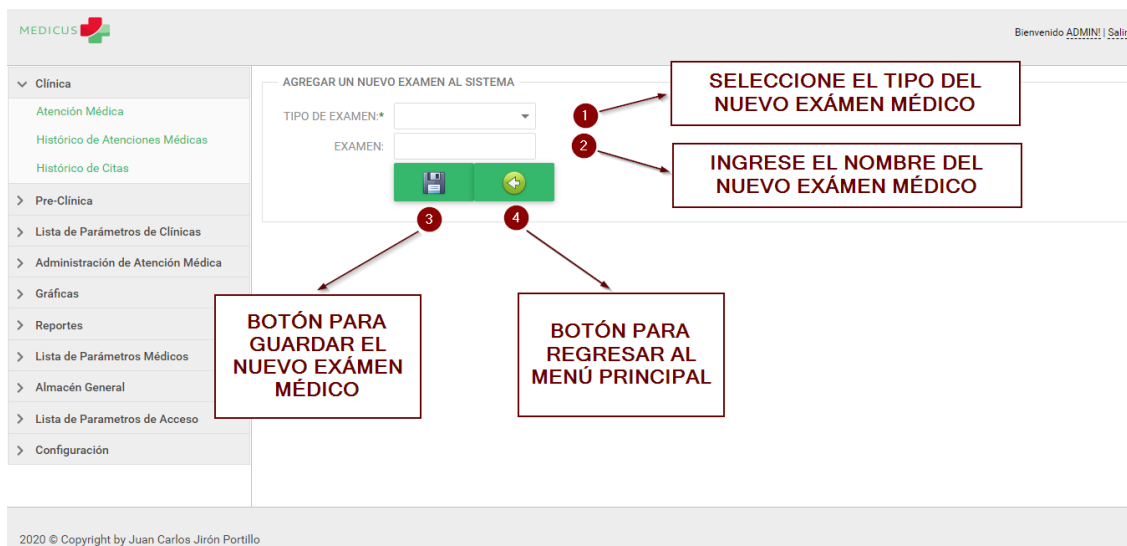 MEDICUS
Bienvenido ADMIN! | Salir
Clínica
Atención Médica
Histórico de Atenciones Médicas
Histórico de Citas
Pre-Clínica
Lista de Parámetros de Clínicas
Administración de Atención Médica
Gráficas
Reportes
Lista de Parámetros Médicos
Almacén General
Lista de Parametros de Acceso
Configuración
AGREGAR UN NUEVO EXAMEN AL SISTEMA
TIPO DE EXAMEN:*
EXAMEN:
1
SELECCIONE EL TIPO DEL
NUEVO EXÁMEN MÉDICO
2
INGRESE EL NOMBRE DEL
NUEVO EXÁMEN MÉDICO
3
4
BOTÓN PARA
GUARDAR EL
NUEVO EXÁMEN
MÉDICO
BOTÓN PARA
REGRESAR AL
MENÚ PRINCIPAL
2020 © Copyright by Juan Carlos Jirón Portillo